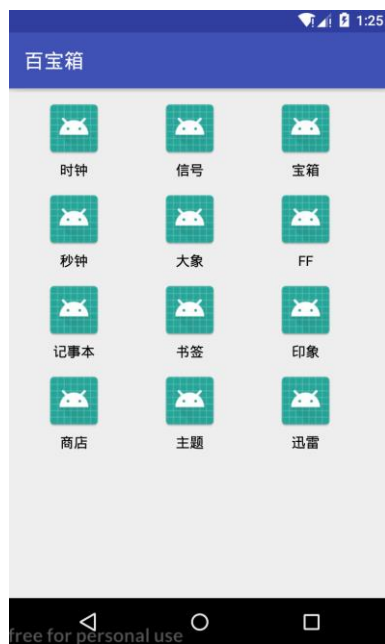 1:25
百宝箱
时钟 信号 宝箱
秒钟 大象 FF
记事本 书签 印象
商店 主题 迅雷
free for personal use